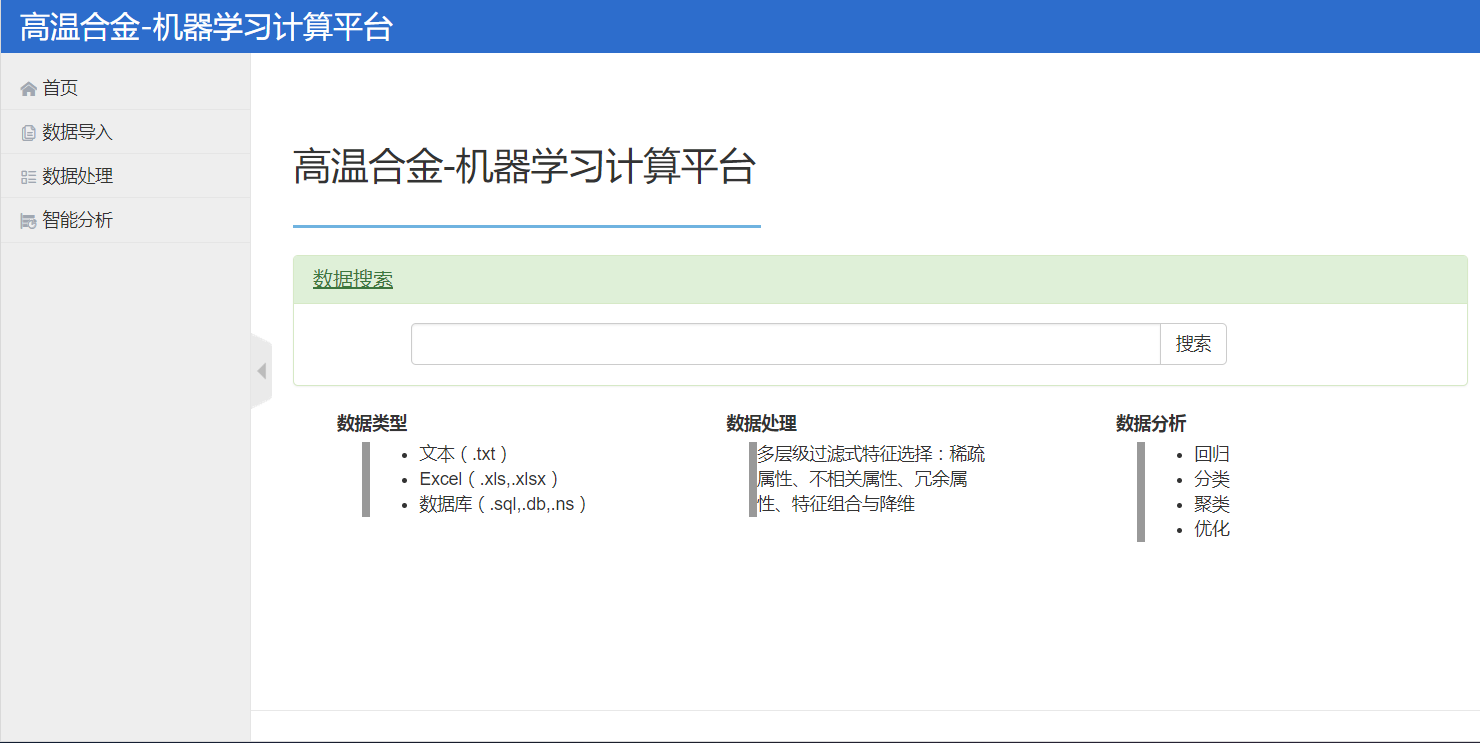 高温合金-机器学习计算平台
首页
数据导入
数据处理
智能分析
高温合金-机器学习计算平台
数据搜索
搜索
数据类型
文本（.txt）
Excel（.xls,.xlsx）
数据库（.sql,.db,.ns）
数据处理
多层级过滤式特征选择：稀疏
属性、不相关属性、冗余属
性、特征组合与降维
数据分析
回归
分类
聚类
优化